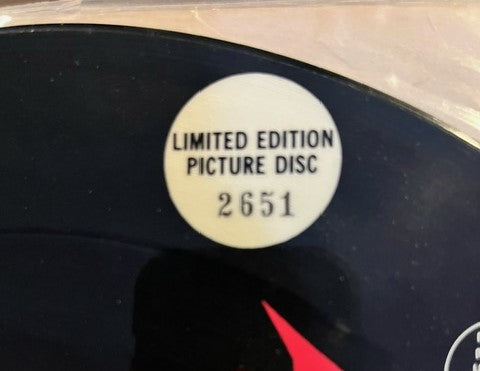 LIMITED EDITION
PICTURE DISC
2651